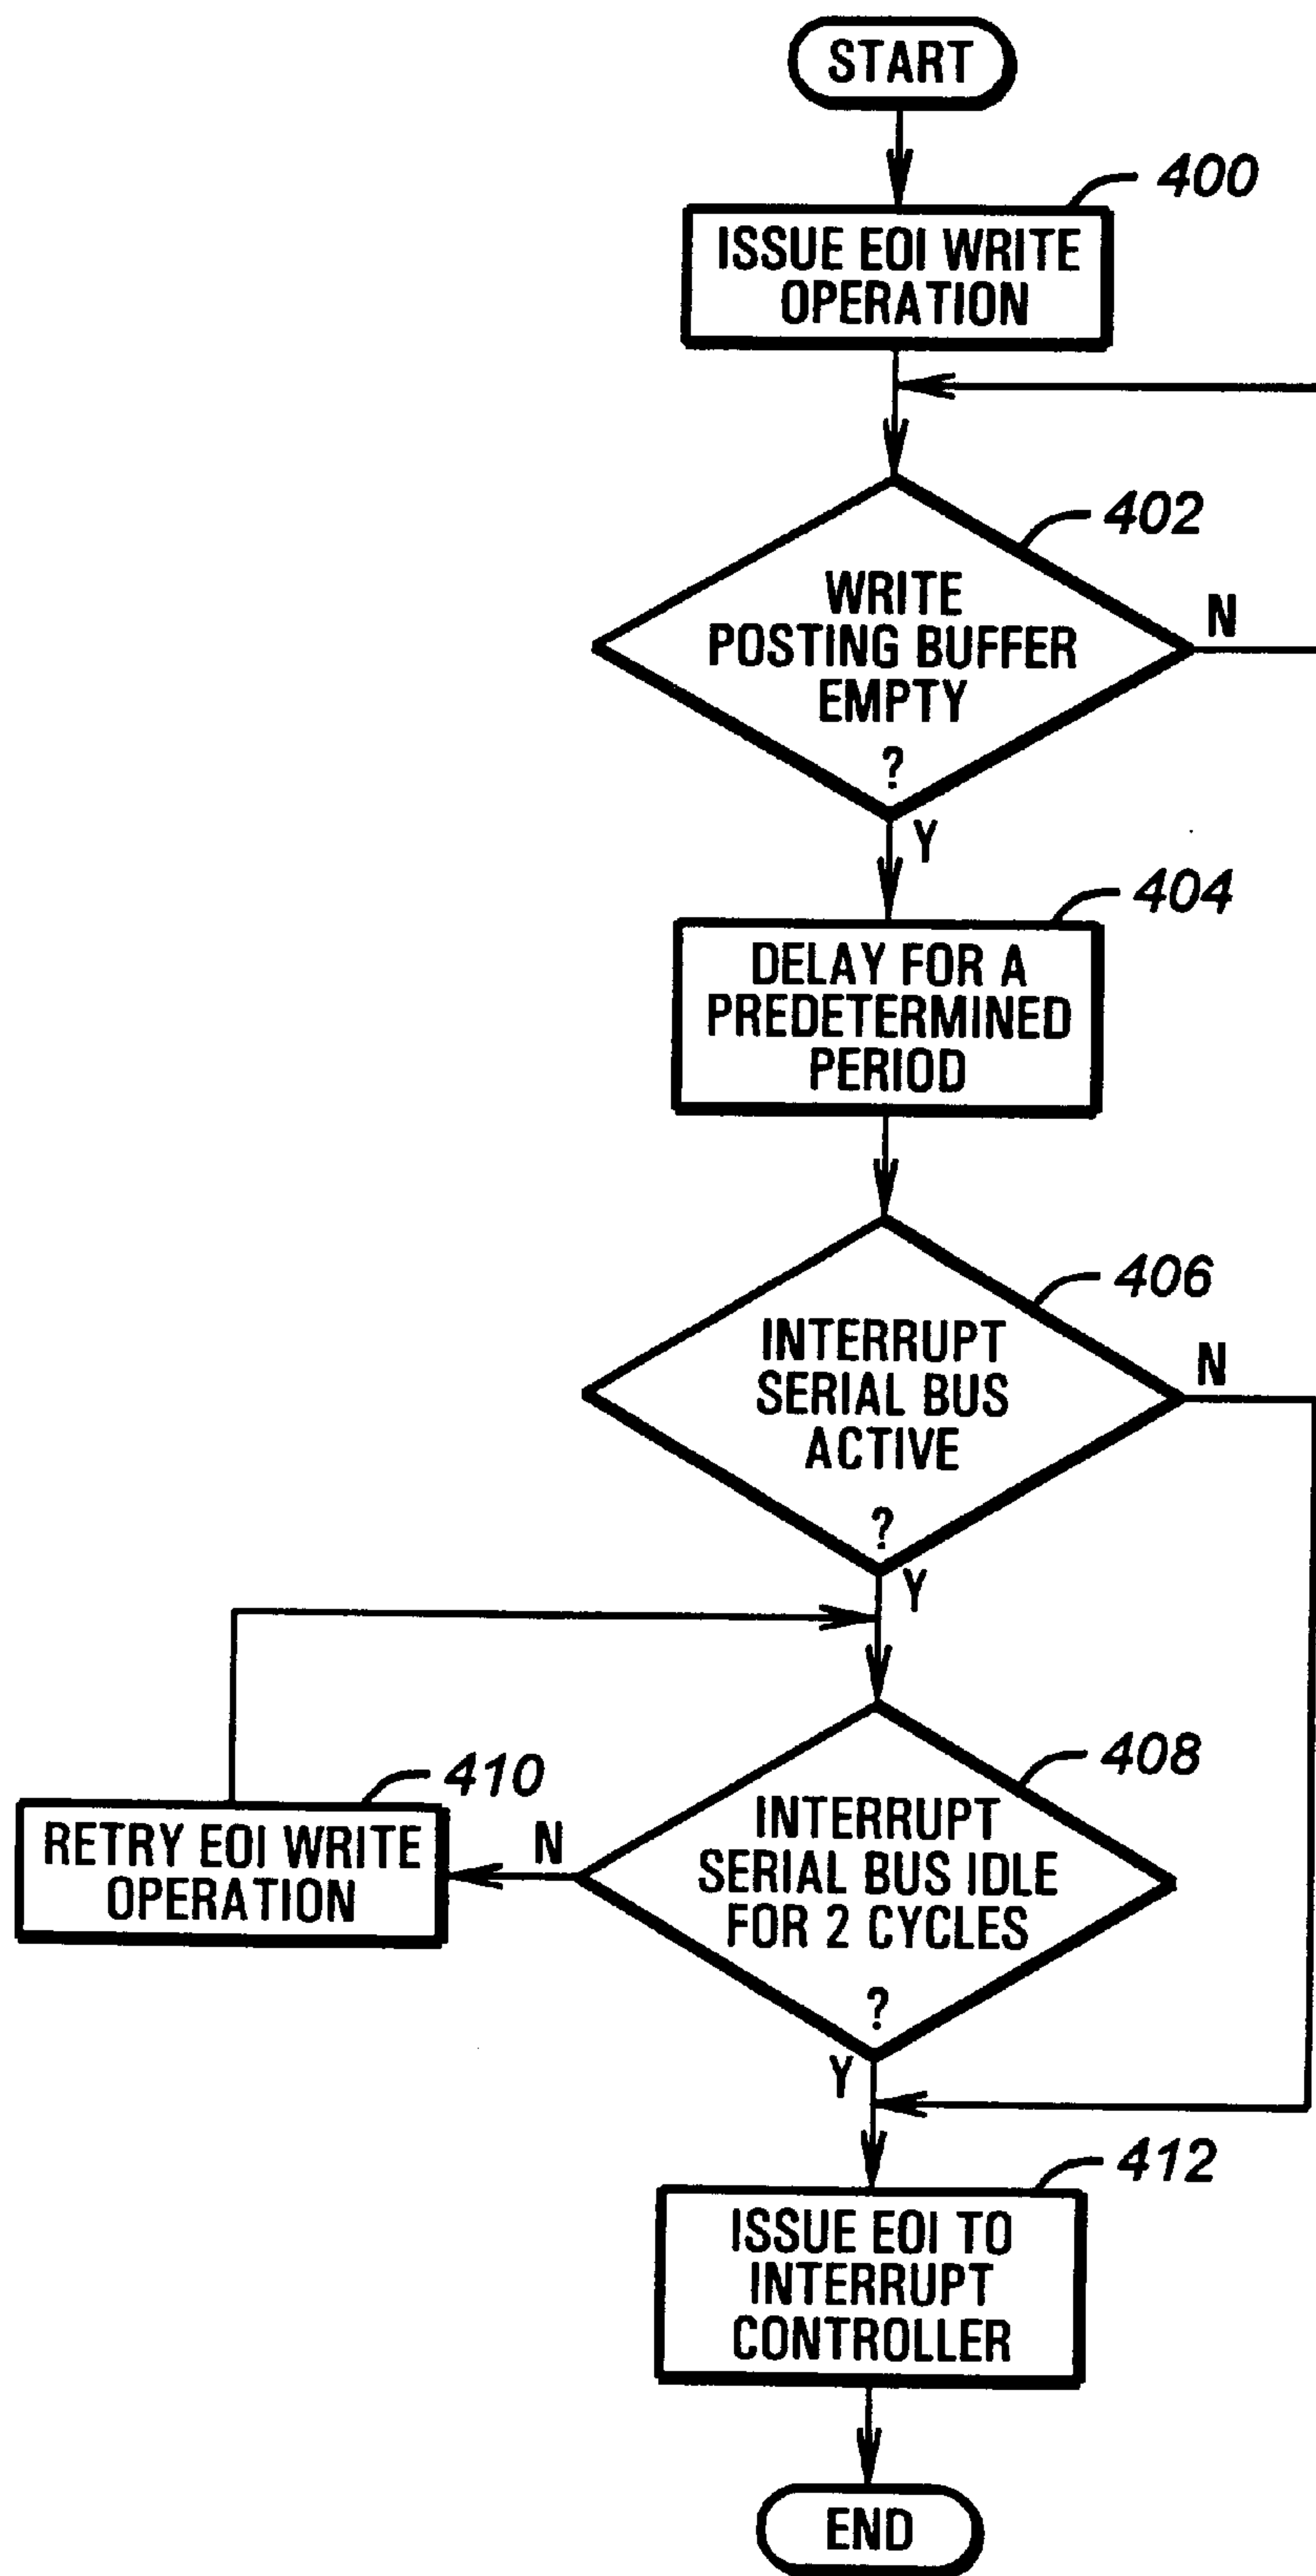 START
400
ISSUE EOI WRITE
OPERATION
402
WRITE
POSTING BUFFER
EMPTY
?
N
Y
404
DELAY FOR A
PREDETERMINED
PERIOD
406
INTERRUPT
SERIAL BUS
ACTIVE
?
N
Y
408
INTERRUPT
SERIAL BUS IDLE
FOR 2 CYCLES
?
N
Y
410
RETRY EOI WRITE
OPERATION
412
ISSUE EOI TO
INTERRUPT
CONTROLLER
END